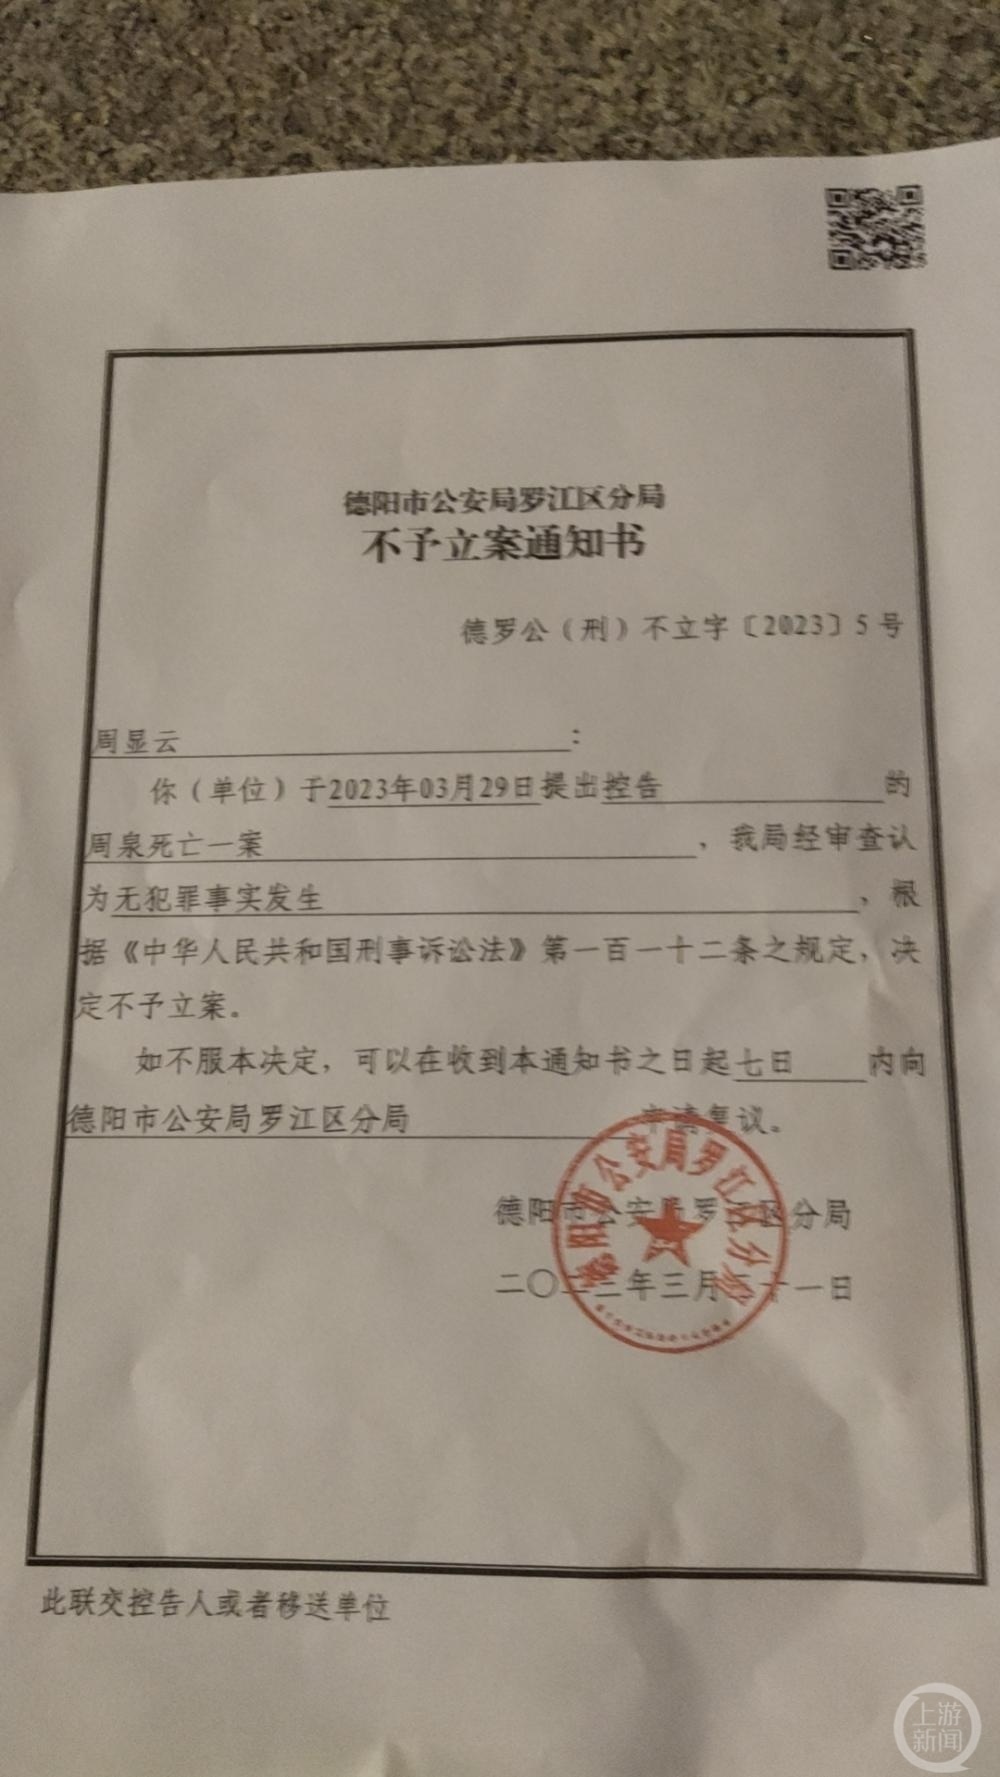 德阳市公安局罗江区分局
不予立案通知书
德罗公（刑）不立字〔2023〕5号
周显云：
你（单位）于2023年03月29日提出控告的
周泉死亡一案，我局经审查认
为无犯罪事实发生，根
据《中华人民共和国刑事诉讼法》第一百一十二条之规定，决
定不予立案。
如不服本决定，可以在收到本通知书之日起七日内向
德阳市公安局罗江区分局申请复议。
德阳市公安局罗江区分局
二〇二三年三月三十一日
德阳市公安局罗江区分局
此联交控告人或者移送单位
上游
新闻